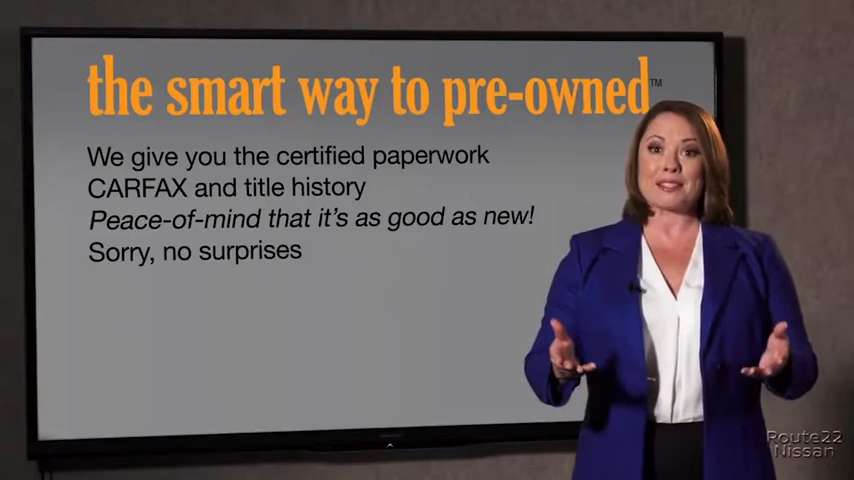 the smart way to pre-owned™
We give you the certified paperwork
CARFAX and title history
Peace-of-mind that it's as good as new!
Sorry, no surprises
Route22
Nissan